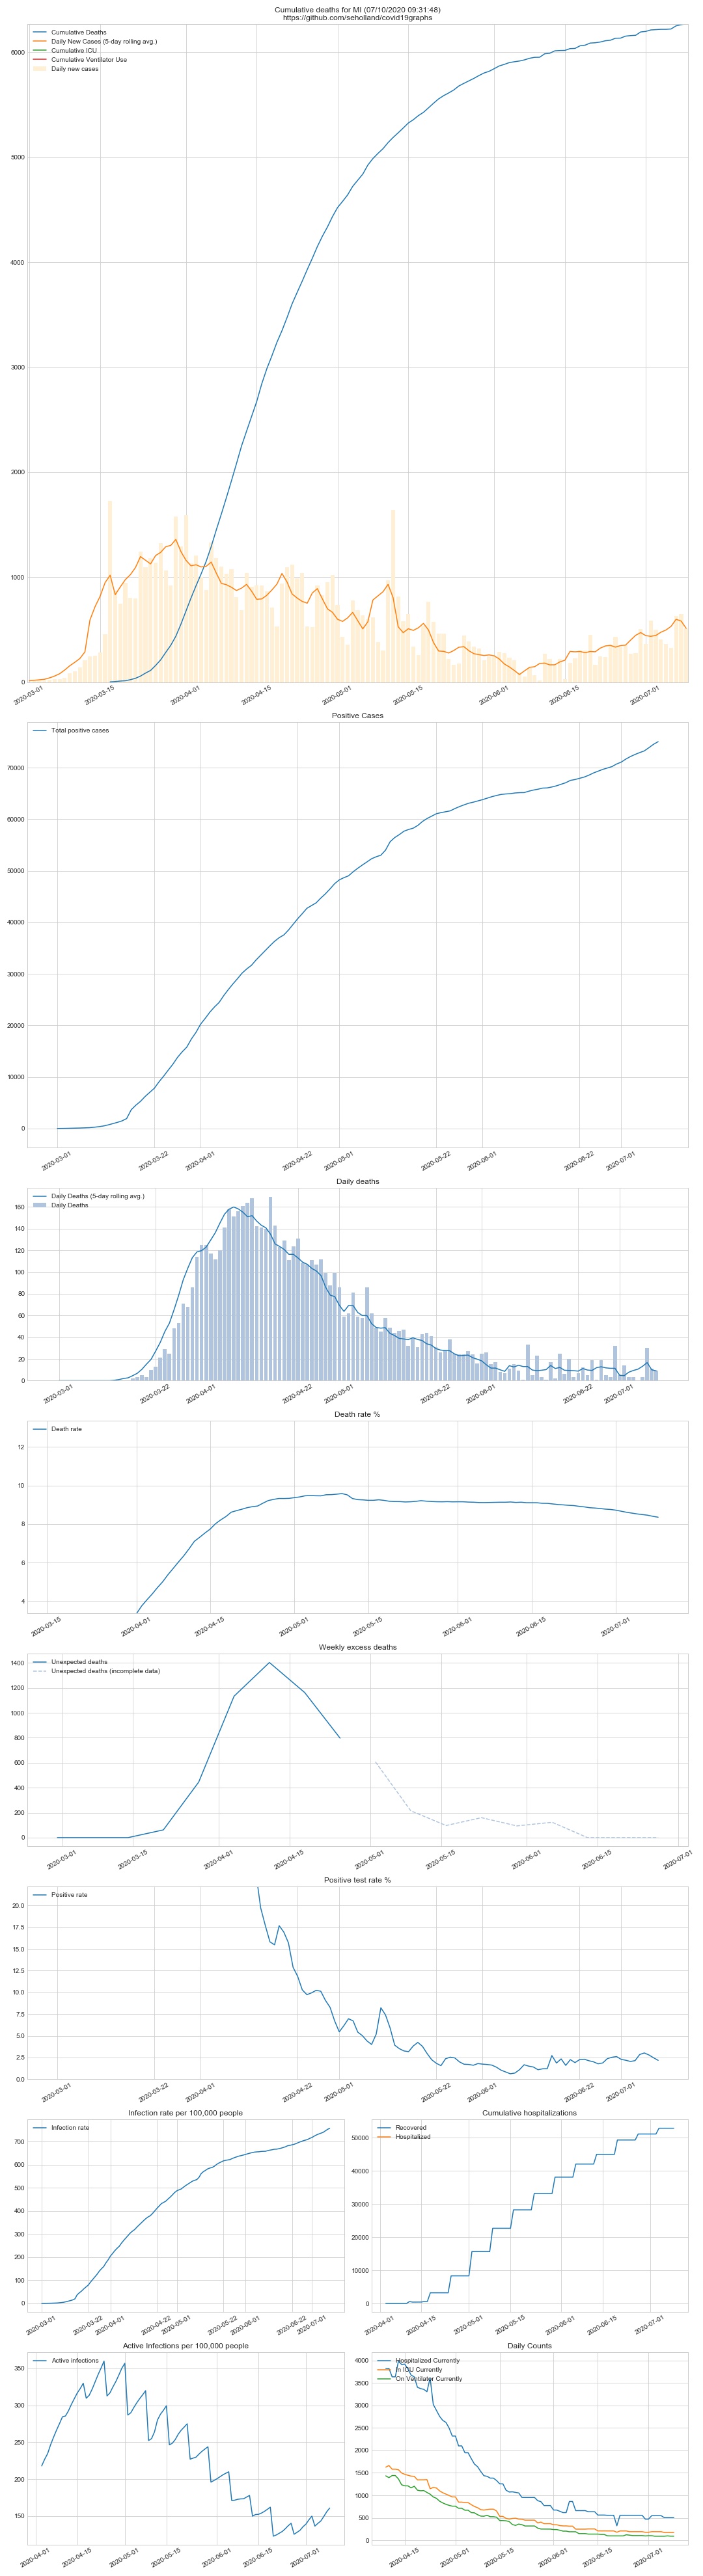 Cumulative deaths for MI (07/10/2020 09:31:48)
https://github.com/seholland/covid19graphs
Cumulative Deaths
Daily New Cases (5-day rolling avg.)
Cumulative ICU
Cumulative Ventilator Use
Daily new cases
6000
5000
4000
3000
2000
1000
0
2020-03-01 2020-03-15 2020-04-01 2020-04-15 2020-05-01 2020-05-15 2020-06-01 2020-06-15 2020-07-01
Positive Cases
Total positive cases
70000
60000
50000
40000
30000
20000
10000
0
2020-03-01 2020-03-22 2020-04-01 2020-04-22 2020-05-01 2020-05-22 2020-06-01 2020-06-22 2020-07-01
Daily deaths
Daily Deaths (5-day rolling avg.)
Daily Deaths
160
140
120
100
80
60
40
20
0
2020-03-01 2020-03-22 2020-04-01 2020-04-22 2020-05-01 2020-05-22 2020-06-01 2020-06-22 2020-07-01
Death rate %
Death rate
12
10
8
6
4
2020-03-15 2020-04-01 2020-04-15 2020-05-01 2020-05-15 2020-06-01 2020-06-15 2020-07-01
Weekly excess deaths
Unexpected deaths
Unexpected deaths (incomplete data)
1400
1200
1000
800
600
400
200
0
2020-03-01 2020-03-15 2020-04-01 2020-04-15 2020-05-01 2020-05-15 2020-06-01 2020-06-15 2020-07-01
Positive test rate %
Positive rate
20.0
17.5
15.0
12.5
10.0
7.5
5.0
2.5
0.0
2020-03-01 2020-03-22 2020-04-01 2020-04-22 2020-05-01 2020-05-22 2020-06-01 2020-06-22 2020-07-01
Infection rate per 100,000 people
Infection rate
700
600
500
400
300
200
100
0
2020-03-01 2020-03-22 2020-04-01 2020-04-22 2020-05-01 2020-05-22 2020-06-01 2020-06-22 2020-07-01
Cumulative hospitalizations
Recovered
Hospitalized
50000
40000
30000
20000
10000
0
2020-04-01 2020-04-15 2020-05-01 2020-05-15 2020-06-01 2020-06-15 2020-07-01
Active Infections per 100,000 people
Active infections
350
300
250
200
150
2020-04-01 2020-04-15 2020-05-01 2020-05-15 2020-06-01 2020-06-15 2020-07-01
Daily Counts
Hospitalized Currently
In ICU Currently
On Ventilator Currently
4000
3500
3000
2500
2000
1500
1000
500
0
2020-04-15 2020-05-01 2020-05-15 2020-06-01 2020-06-15 2020-07-01